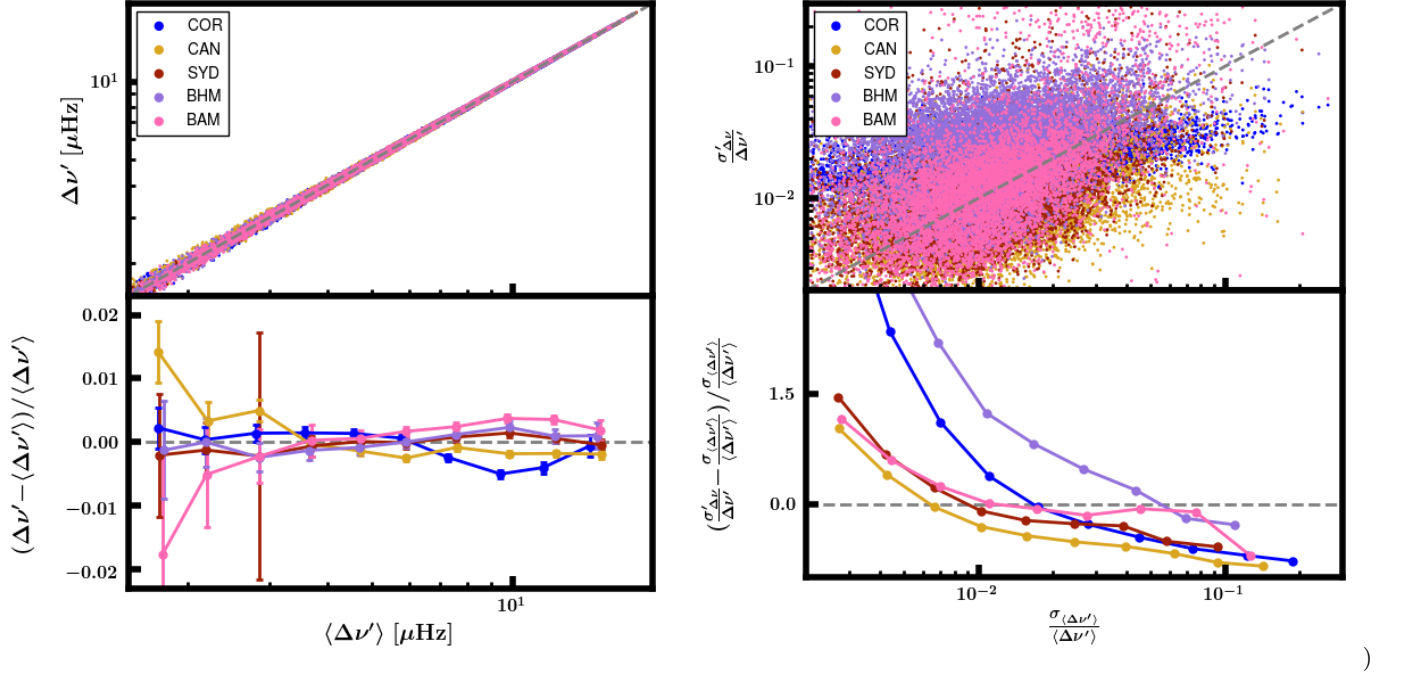 COR
CAN
SYD
BHM
BAM
10¹
Δν′ [μHz]
COR
CAN
SYD
BHM
BAM
10⁻¹
10⁻²
σ′Δν / Δν′
0.02
0.01
0.00
−0.01
−0.02
(Δν′−⟨Δν′⟩)/⟨Δν′⟩
10¹
⟨Δν′⟩ [μHz]
1.5
0.0
(σ′Δν / Δν′ − σ⟨Δν′⟩ / ⟨Δν′⟩) / σ⟨Δν′⟩ / ⟨Δν′⟩
10⁻² 10⁻¹
σ⟨Δν′⟩ / ⟨Δν′⟩
)